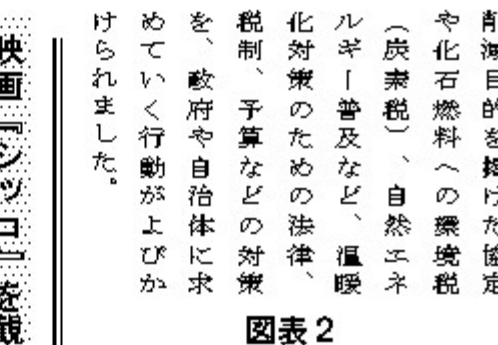 削減目的を掲げた協定
や化石燃料への環境税
（炭素税）、自然エネ
ルギー普及など、温暖
化対策のための法律、
税制、予算などの対策
を、政府や自治体に求
めていく行動がよびか
けられました。
図表２
映画『シッコ』を観